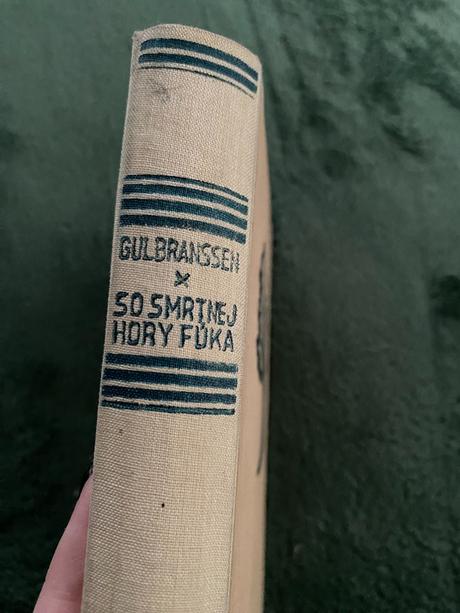 GULBRANSSEN
×
SO SMRTNEJ
HORY FÚKA